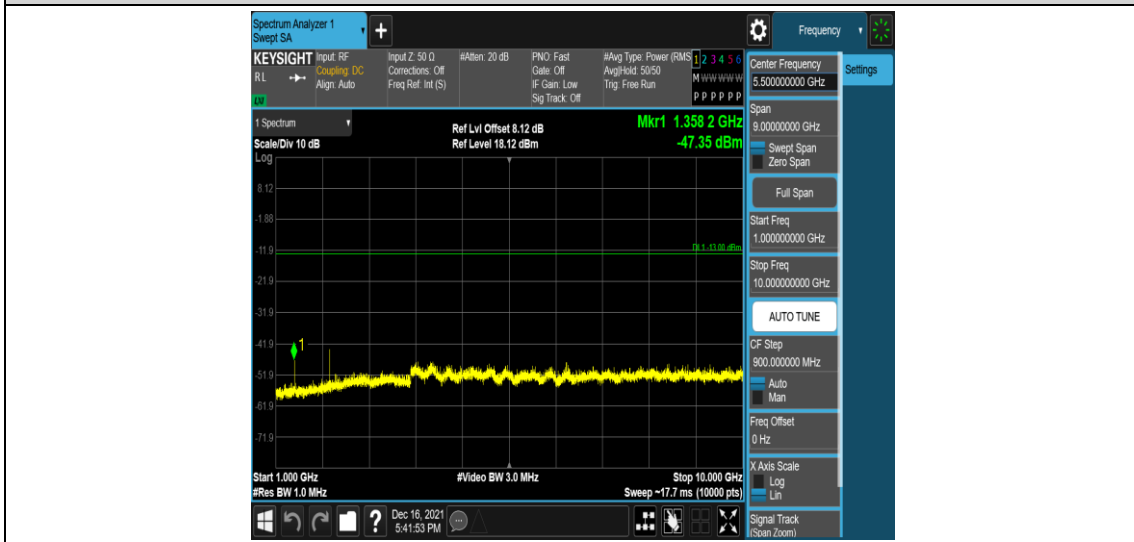 Spectrum Analyzer 1
Swept SA
+
Frequency
KEYSIGHT
RL
Input: RF
Coupling: DC
Align: Auto
Input Z: 50 Ω
Corrections: Off
Freq Ref: Int (S)
#Atten: 20 dB
PNO: Fast
Gate: Off
IF Gain: Low
Sig Track: Off
#Avg Type: Power (RMS
Avg|Hold: 50/50
Trig: Free Run
1 2 3 4 5 6
M W W W W W
P P P P P P
Center Frequency
5.50000000 GHz
Settings
1 Spectrum
Scale/Div 10 dB
Ref Lvl Offset 8.12 dB
Ref Level 18.12 dBm
Mkr1 1.358 2 GHz
-47.35 dBm
Span
9.00000000 GHz
Swept Span
Zero Span
Full Span
Start Freq
1.000000000 GHz
Stop Freq
10.000000000 GHz
AUTO TUNE
CF Step
900.000000 MHz
Auto
Man
Freq Offset
0 Hz
X Axis Scale
Log
Lin
Signal Track
(Span Zoom)
Log
8.12
-1.88
-11.9
DL1 -13.00 dBm
-21.9
-31.9
-41.9
1
-51.9
-61.9
-71.9
Start 1.000 GHz
#Res BW 1.0 MHz
#Video BW 3.0 MHz
Stop 10.000 GHz
Sweep ~17.7 ms (10000 pts)
?
Dec 16, 2021
5:41:53 PM